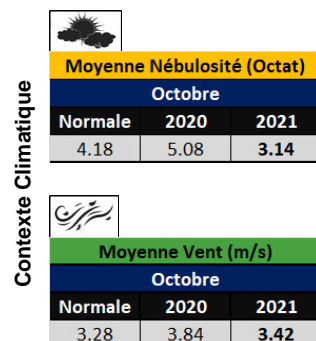 Contexte Climatique
Moyenne Nébulosité (Octat)
Octobre
Normale 2020 2021
4.18 5.08 3.14
Moyenne Vent (m/s)
Octobre
Normale 2020 2021
3.28 3.84 3.42